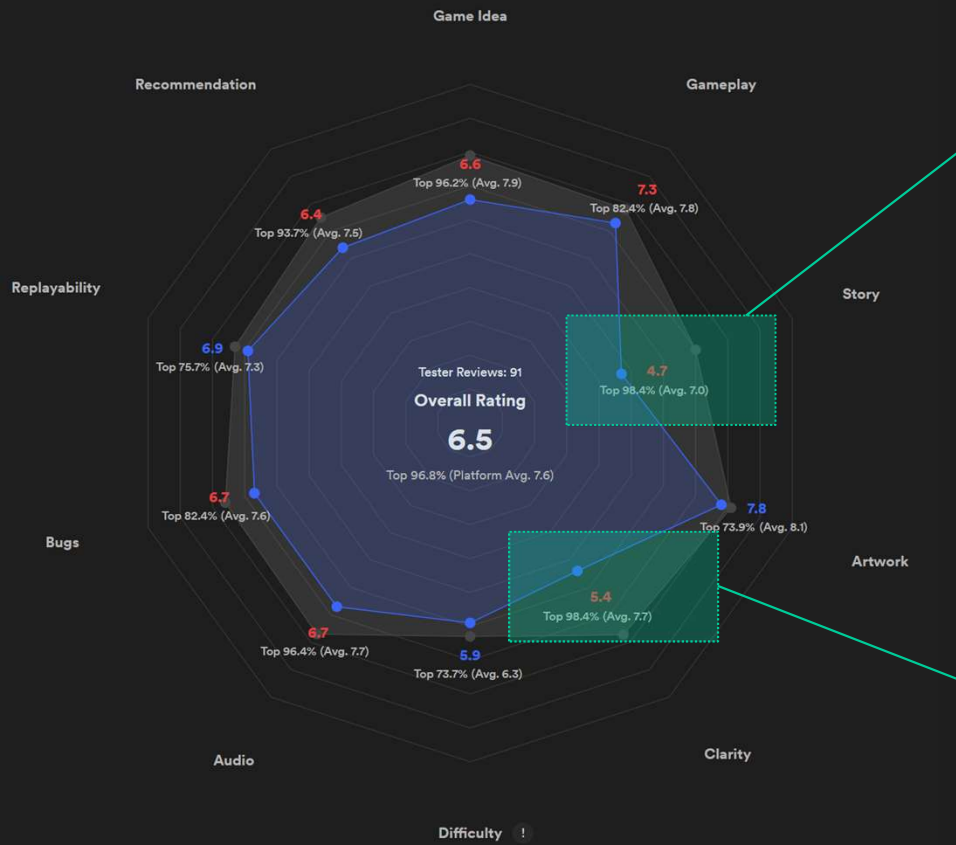 Game Idea
Recommendation
Gameplay
6.6
Top 96.2% (Avg. 7.9)
7.3
Top 82.4% (Avg. 7.8)
6.4
Top 93.7% (Avg. 7.5)
Replayability
Story
6.9
Top 75.7% (Avg. 7.3)
4.7
Top 98.4% (Avg. 7.0)
Tester Reviews: 91
Overall Rating
6.5
Top 96.8% (Platform Avg. 7.6)
6.7
Top 82.4% (Avg. 7.6)
7.8
Top 73.9% (Avg. 8.1)
Bugs
Artwork
5.4
Top 98.4% (Avg. 7.7)
6.7
Top 96.4% (Avg. 7.7)
5.9
Top 73.7% (Avg. 6.3)
Audio
Clarity
Difficulty !